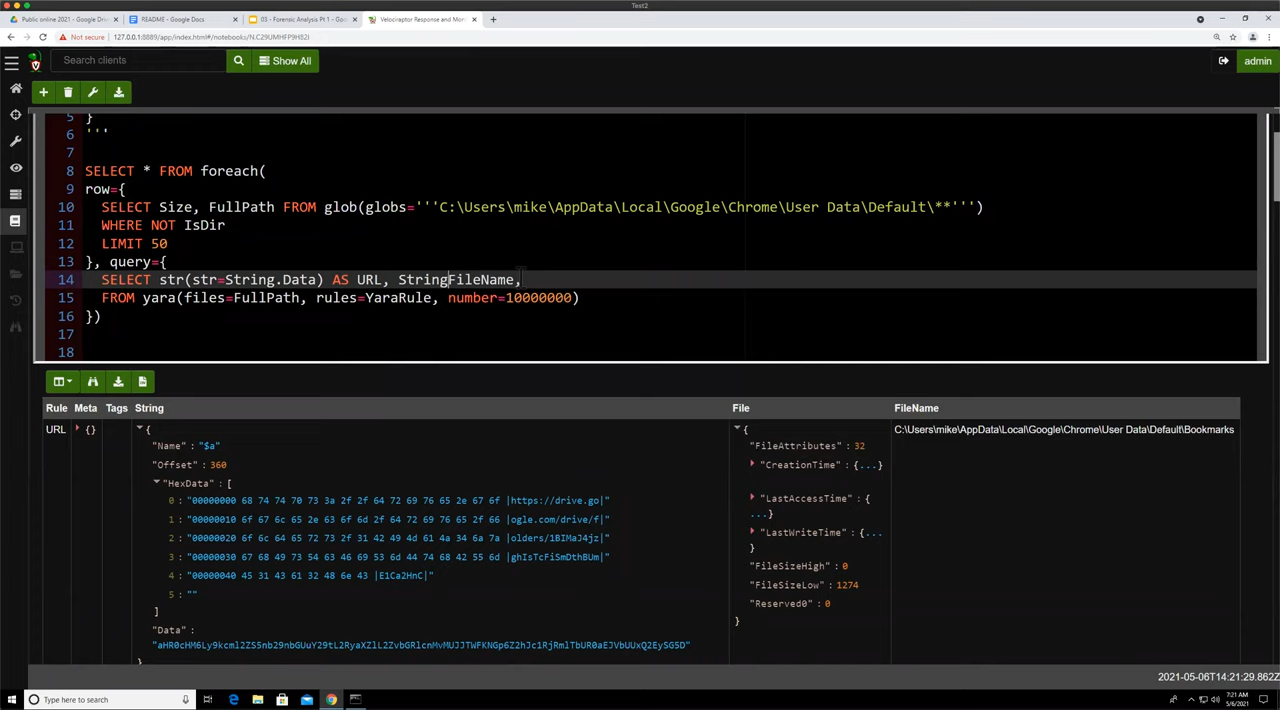 Test2
Public online 2021 - Google Driv
README - Google Docs
03 - Forensic Analysis Pt 1 - Goo
Velociraptor Response and Mon
Not secure
127.0.0.1:8889/app/index.html#/notebooks/N.C29UMHFP9H82I
Search clients
Show All
admin
5 }
6 '''
7
8 SELECT * FROM foreach(
9 row={
10 SELECT Size, FullPath FROM glob(globs='''C:\Users\mike\AppData\Local\Google\Chrome\User Data\Default\**''')
11 WHERE NOT IsDir
12 LIMIT 50
13 }, query={
14 SELECT str(str=String.Data) AS URL, StringFileName,
15 FROM yara(files=FullPath, rules=YaraRule, number=10000000)
16 })
17
18
Rule Meta Tags String File FileName
URL {} { { C:\Users\mike\AppData\Local\Google\Chrome\User Data\Default\Bookmarks
"Name" : "$a" "FileAttributes" : 32
"Offset" : 360 "CreationTime" : {...}
"HexData" : [
0 : "00000000 68 74 74 70 73 3a 2f 2f 64 72 69 76 65 2e 67 6f |https://drive.go|" "LastAccessTime" : {
1 : "00000010 6f 67 6c 65 2e 63 6f 6d 2f 64 72 69 76 65 2f 66 |ogle.com/drive/f|" ...}
2 : "00000020 6f 6c 64 65 72 73 2f 31 42 49 4d 61 4a 34 6a 7a |olders/1BIMaJ4jz|" "LastWriteTime" : {...
3 : "00000030 67 68 49 73 54 63 46 69 53 6d 44 74 68 42 55 6d |ghIsTcFiSmDthBUm|" }
"FileSizeHigh" : 0
4 : "00000040 45 31 43 61 32 48 6e 43 |E1Ca2HnC|" "FileSizeLow" : 1274
5 : "" "Reserved0" : 0
] }
"Data" :
"aHR0cHM6Ly9kcml2ZS5nb29nbGUuY29tL2RyaXZlL2ZvbGRlcnMvMUJJTWFKNGp6Z2hJc1RjRmlTbUR0aEJVbUUxQ2EySG5D"
}
2021-05-06T14:21:29.862Z
Type here to search
7:21 AM
5/6/2021